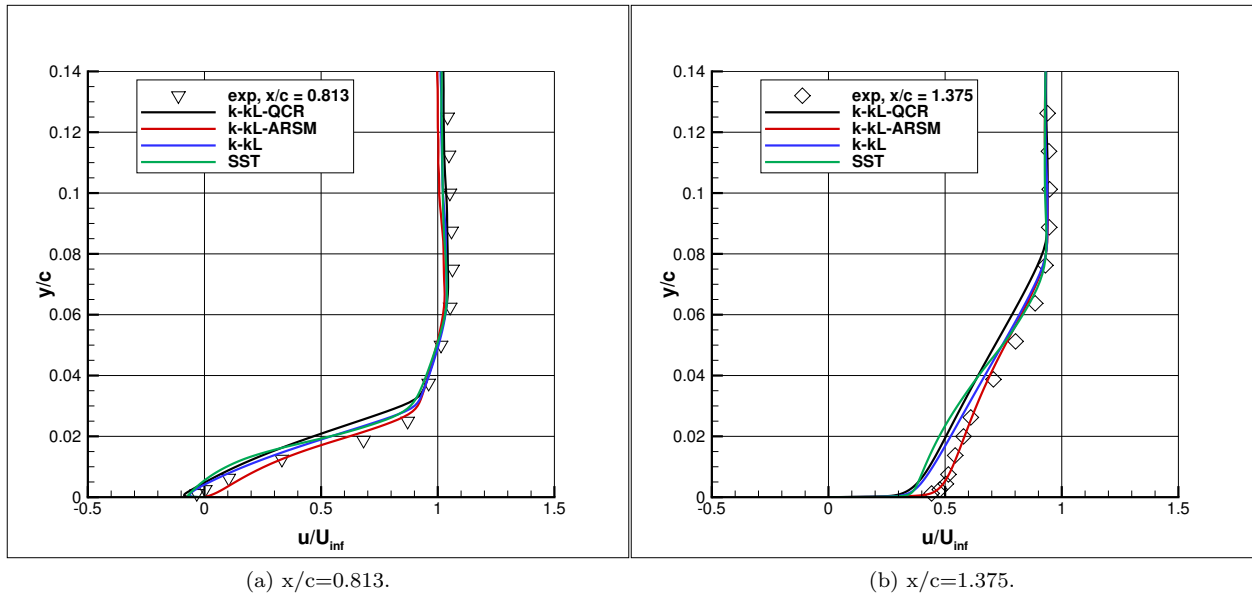 0.14
0.12
0.1
0.08
0.06
0.04
0.02
0
y/c
exp, x/c = 0.813
k-kL-QCR
k-kL-ARSM
k-kL
SST
-0.5
0
0.5
1
1.5
u/U_inf
(a) x/c=0.813.
0.14
0.12
0.1
0.08
0.06
0.04
0.02
0
y/c
exp, x/c = 1.375
k-kL-QCR
k-kL-ARSM
k-kL
SST
-0.5
0
0.5
1
1.5
u/U_inf
(b) x/c=1.375.